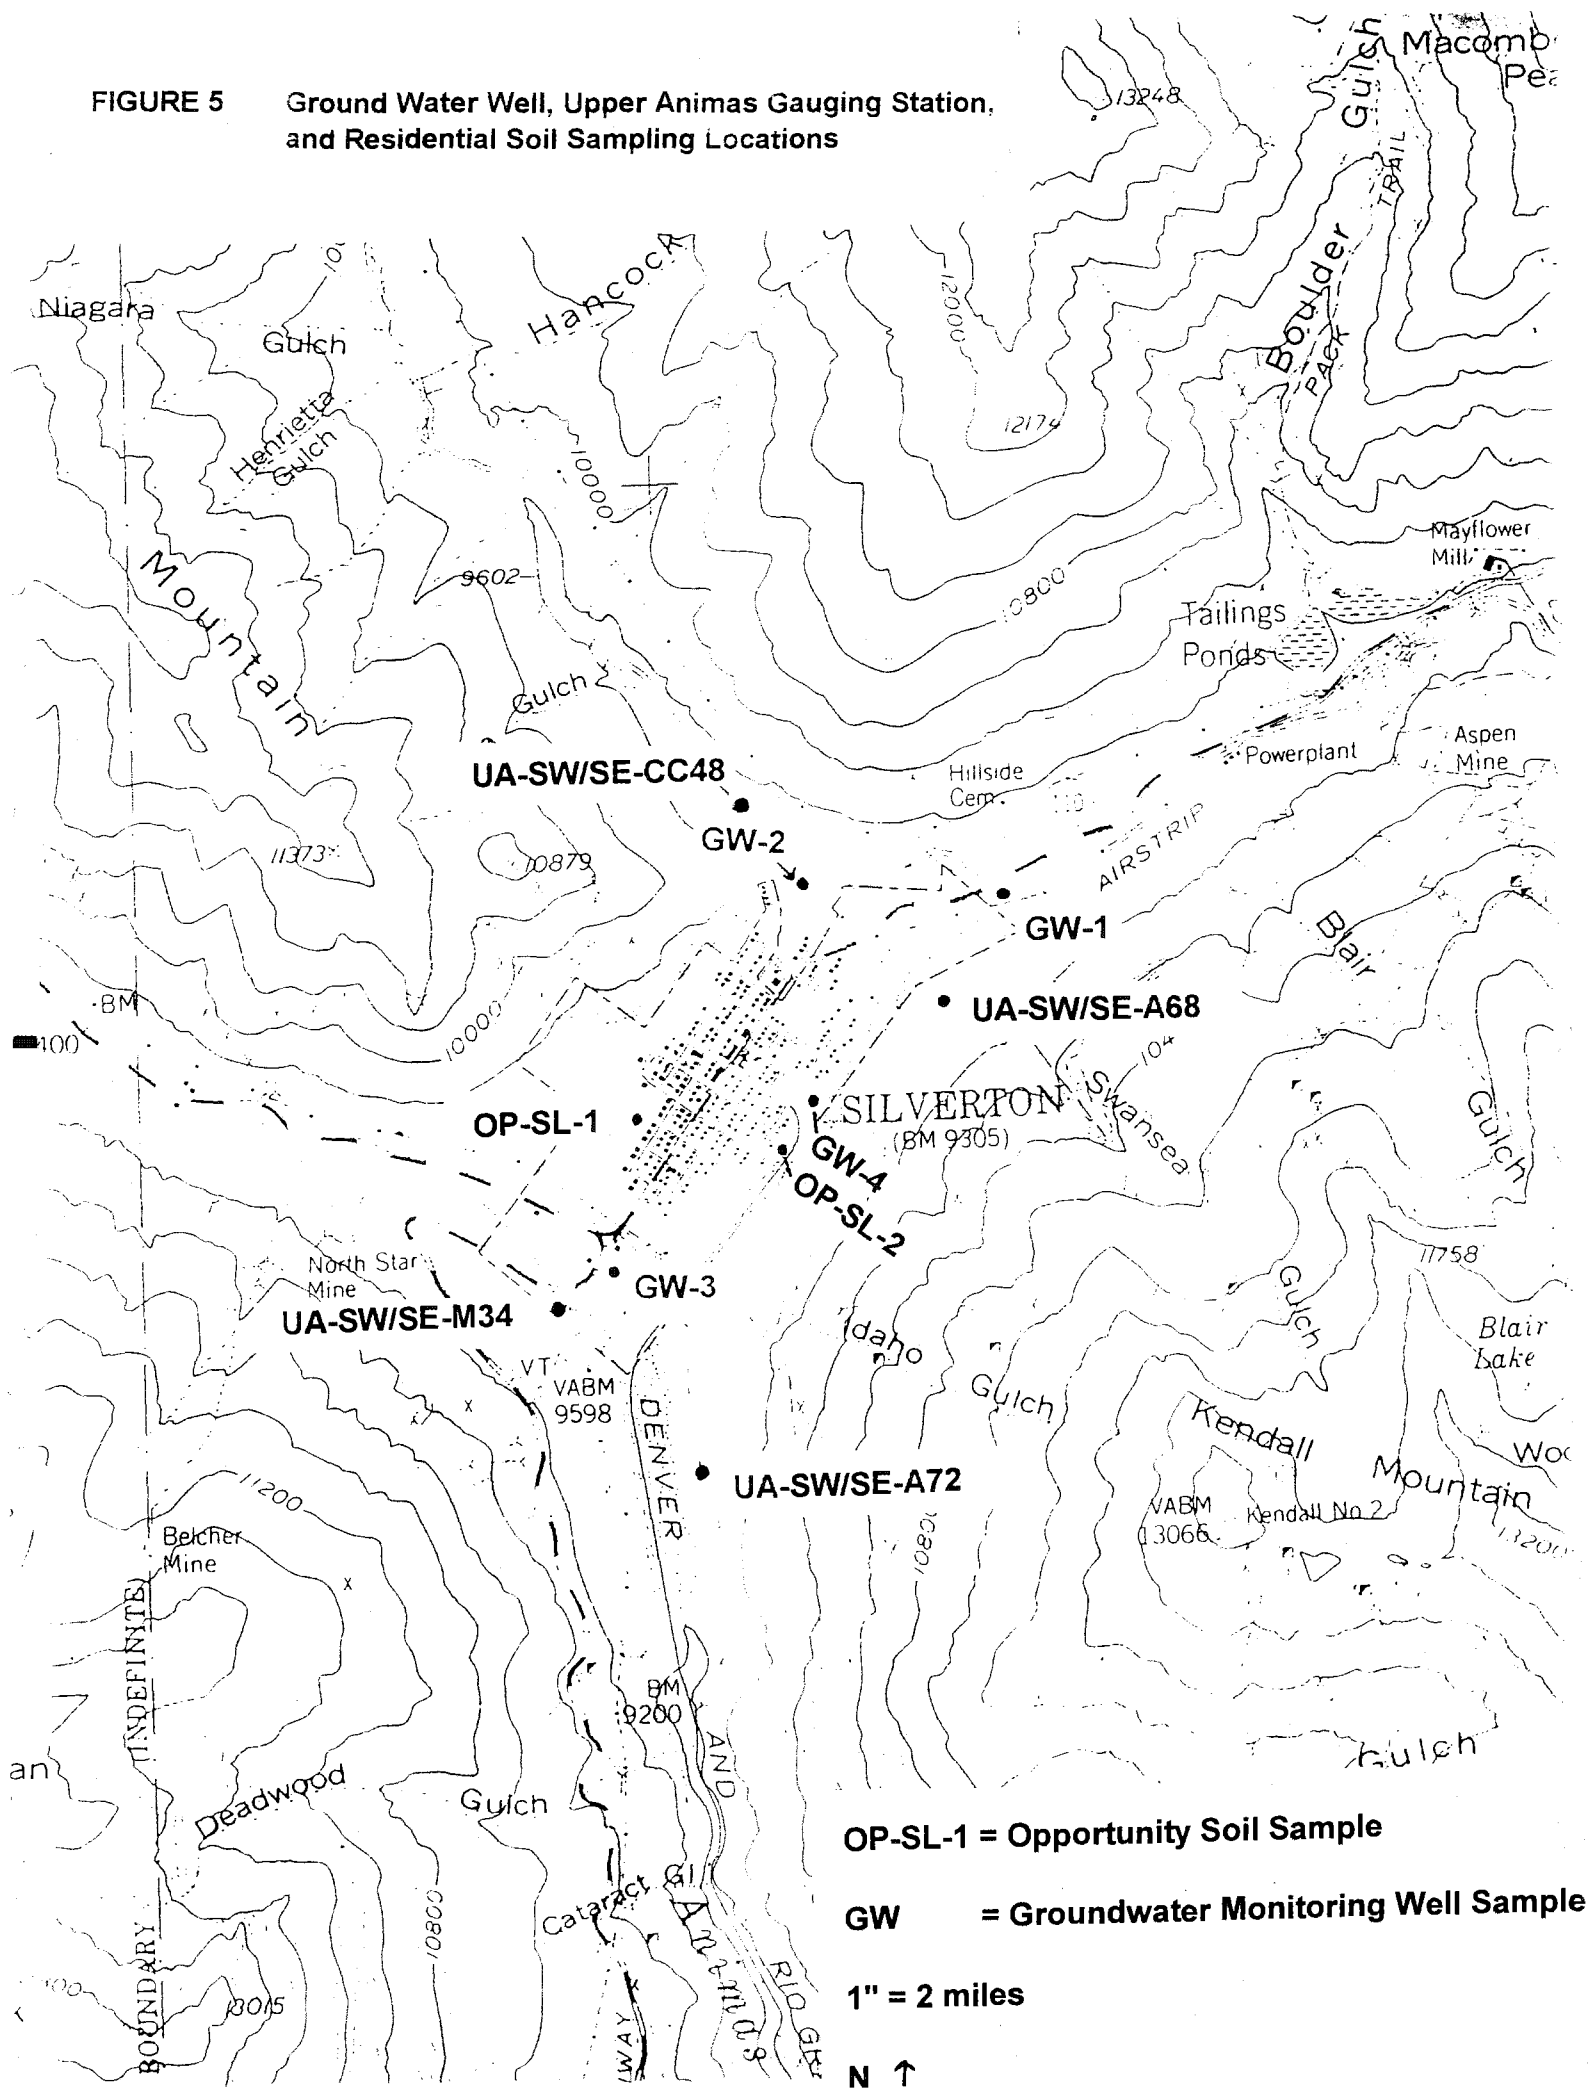 FIGURE 5 Ground Water Well, Upper Animas Gauging Station,
and Residential Soil Sampling Locations
13248
Gulch
Macomb
TRAIL
Boulder
PACK
Hancock
12000
Niagara
Gulch
Henrietta
Gulch
10000
12174
Mayflower
Mill
Mountain
9602
10800
Tailings
Ponds
Gulch
Powerplant
Aspen
Mine
UA-SW/SE-CC48
Hillside
Cem.
AIRSTRIP
GW-2
11373
10879
GW-1
Blair
BM
UA-SW/SE-A68
10000
104
Swansea
OP-SL-1
SILVERTON
(BM 9305)
Gulch
GW-4
OP-SL-2
11758
North Star
Mine
GW-3
Gulch
UA-SW/SE-M34
Idaho
Blair
Lake
VABM
9598
Gulch
DENVER
Kendall
Mountain
UA-SW/SE-A72
11200
VABM
13066
Kendall No 2
13200
Belcher
Mine
10800
(INDEFINITE)
BM
9200
AND
Gulch
Deadwood
Gulch
OP-SL-1 = Opportunity Soil Sample
Cataract
GW = Groundwater Monitoring Well Sample
Animas
10800
BOUNDARY
13015
RIO GR
WAY
1" = 2 miles
N ↑